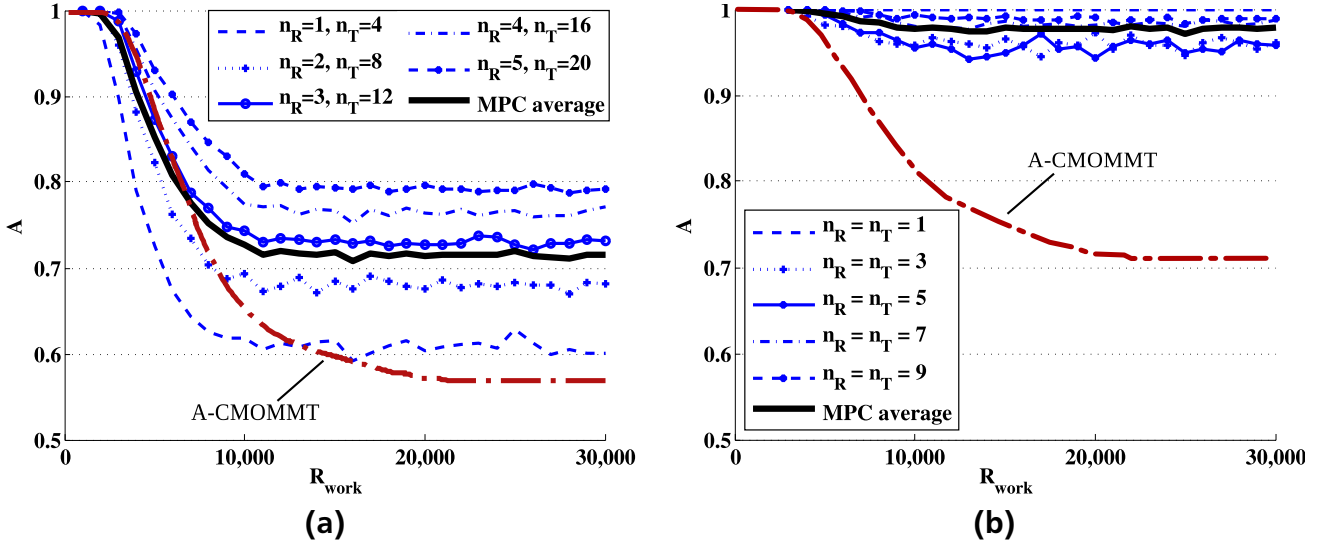 1
0.9
0.8
0.7
0.6
0.5
A
0
10,000
20,000
30,000
R_work
n_R=1, n_T=4
n_R=2, n_T=8
n_R=3, n_T=12
n_R=4, n_T=16
n_R=5, n_T=20
MPC average
A-CMOMMT
(a)
1
0.9
0.8
0.7
0.6
0.5
A
0
10,000
20,000
30,000
R_work
A-CMOMMT
n_R = n_T = 1
n_R = n_T = 3
n_R = n_T = 5
n_R = n_T = 7
n_R = n_T = 9
MPC average
(b)